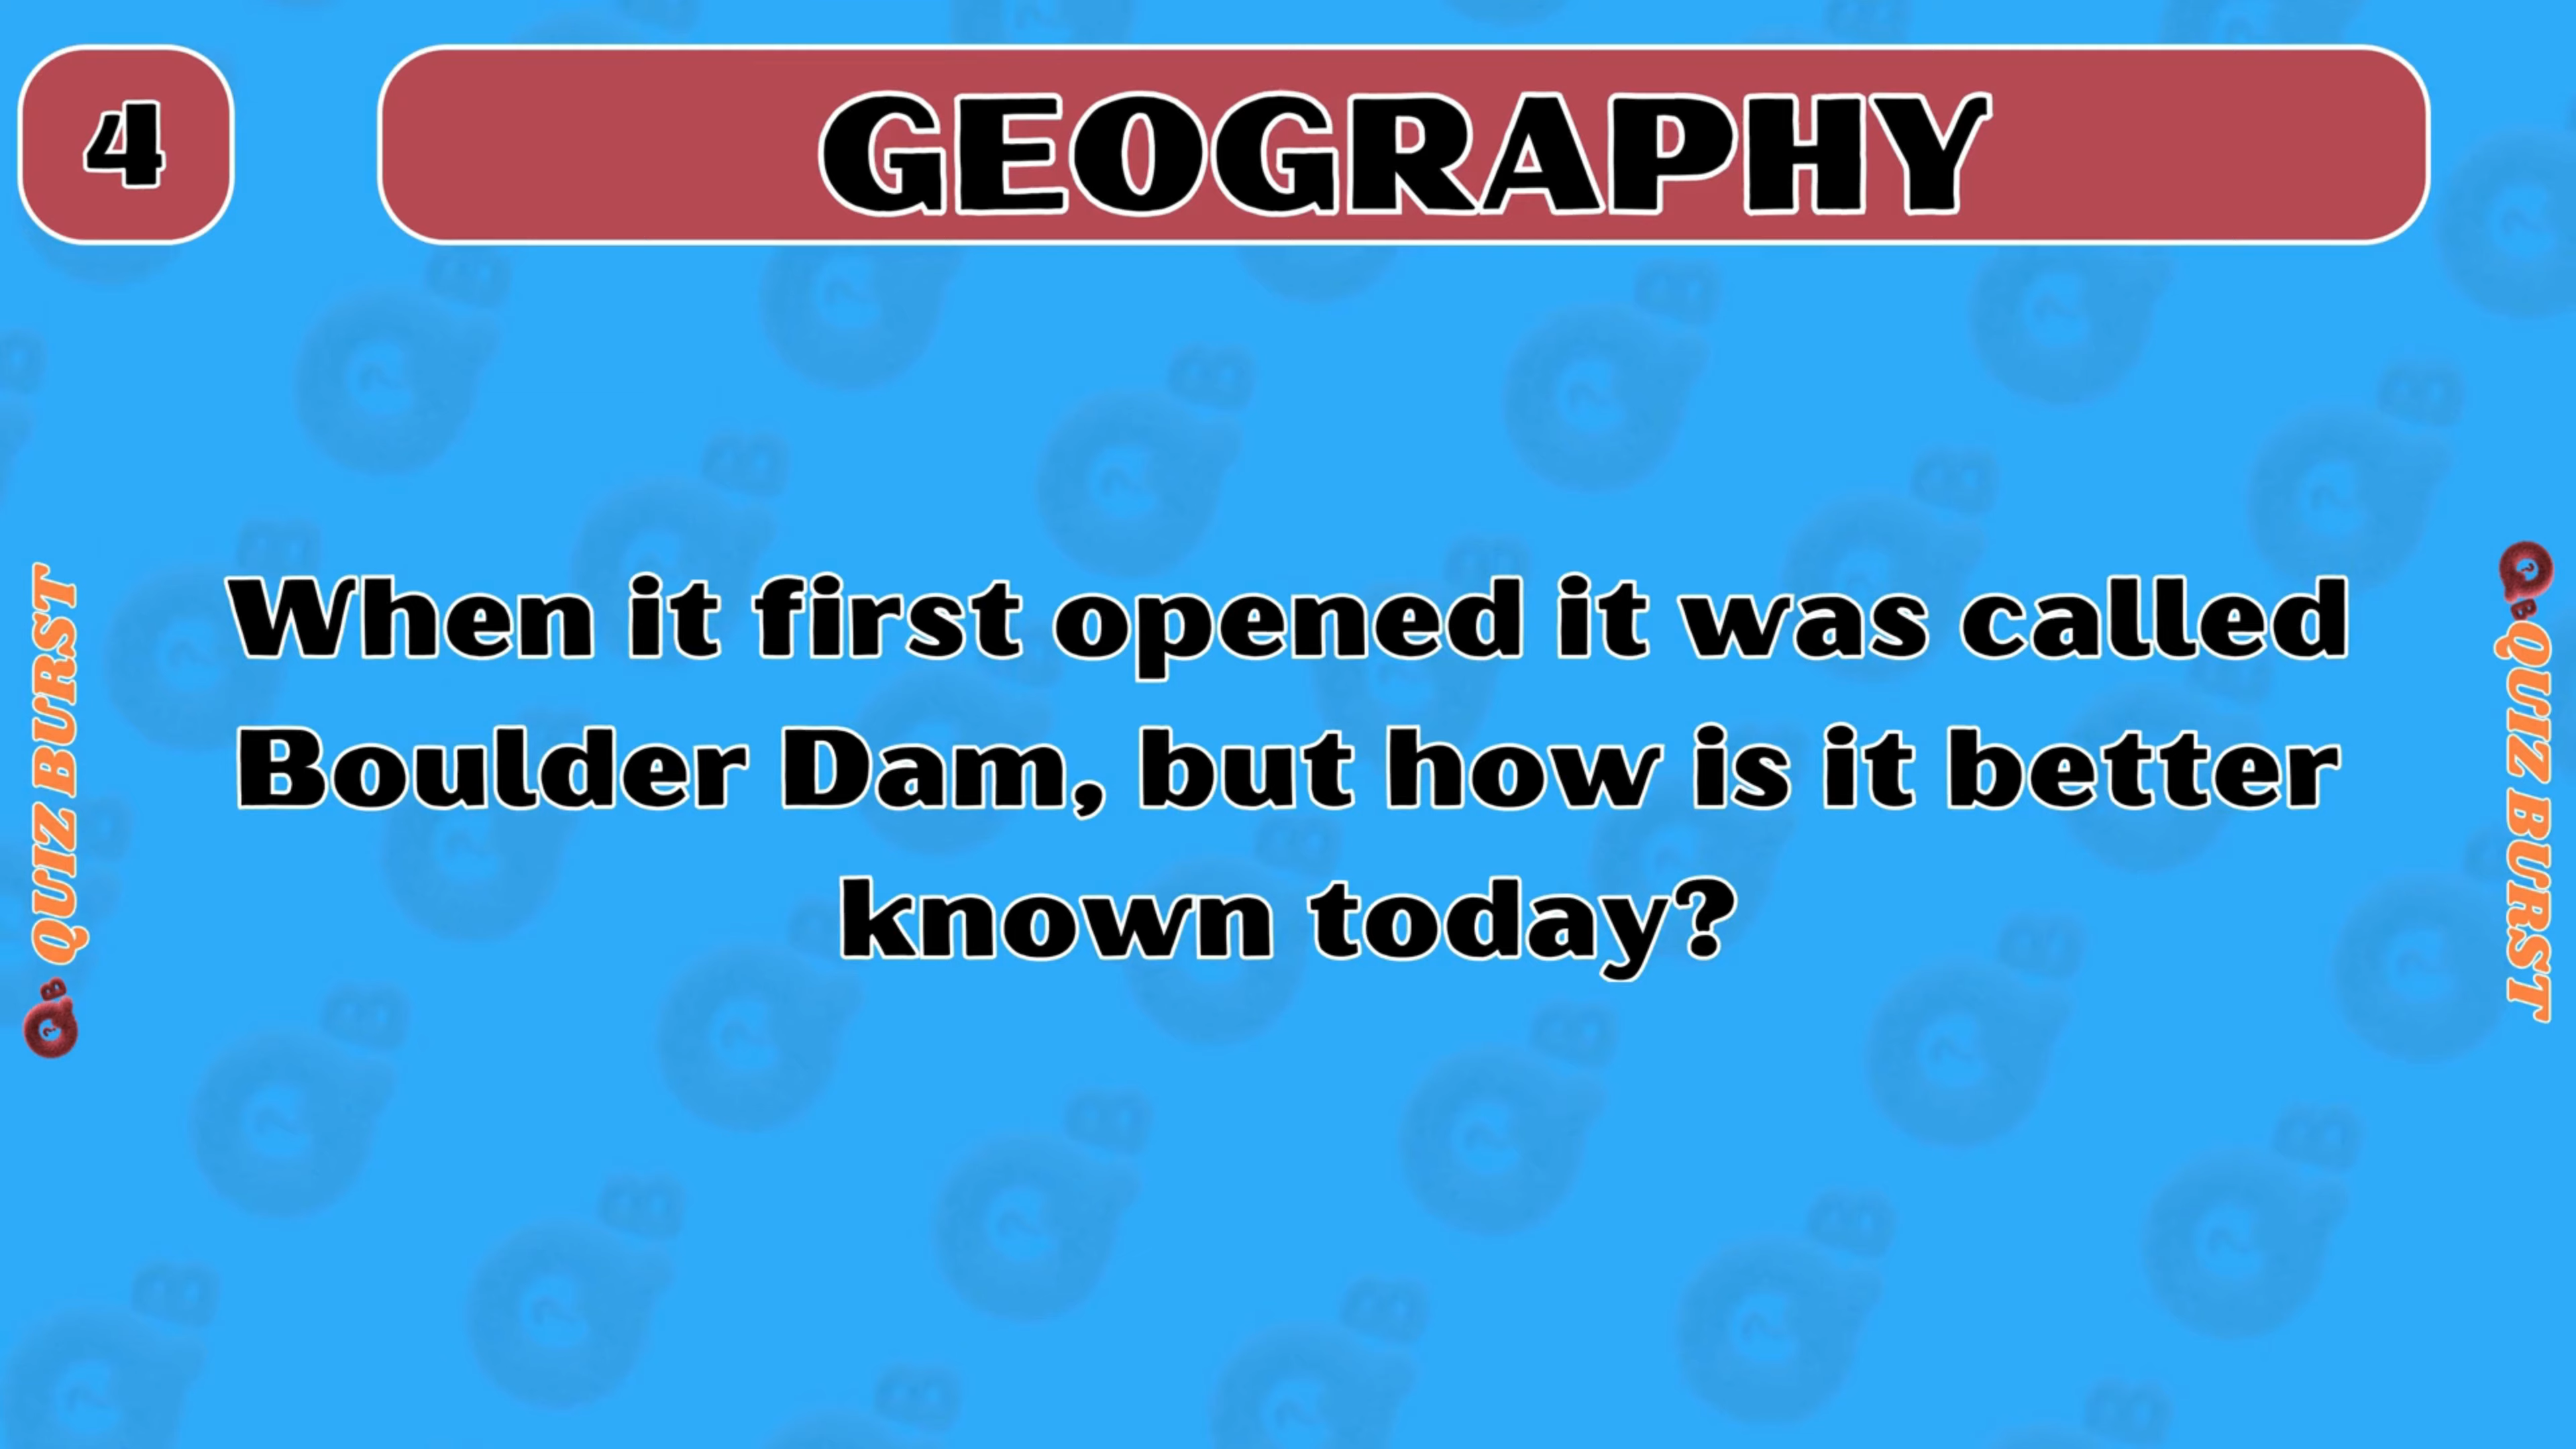 4
GEOGRAPHY
When it first opened it was called
Boulder Dam, but how is it better
known today?
QUIZ BURST
QUIZ BURST